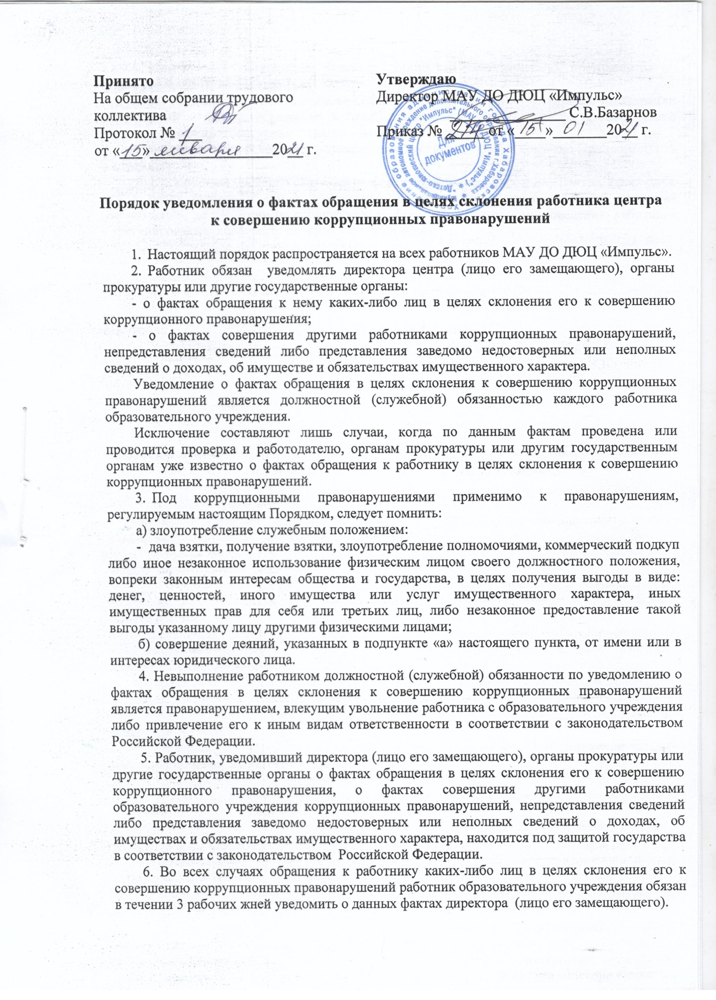 Принято
На общем собрании трудового
коллектива
Протокол № 1
от «15» января 2021 г.
Утверждаю
Директор МАУ ДО ДЮЦ «Импульс»
С.В.Базарнов
Приказ № от «15» 01 2021 г.
Для
документов
Порядок уведомления о фактах обращения в целях склонения работника центра
к совершению коррупционных правонарушений
1. Настоящий порядок распространяется на всех работников МАУ ДО ДЮЦ «Импульс».
2. Работник обязан уведомлять директора центра (лицо его замещающего), органы
прокуратуры или другие государственные органы:
- о фактах обращения к нему каких-либо лиц в целях склонения его к совершению
коррупционного правонарушения;
- о фактах совершения другими работниками коррупционных правонарушений,
непредставления сведений либо представления заведомо недостоверных или неполных
сведений о доходах, об имуществе и обязательствах имущественного характера.
Уведомление о фактах обращения в целях склонения к совершению коррупционных
правонарушений является должностной (служебной) обязанностью каждого работника
образовательного учреждения.
Исключение составляют лишь случаи, когда по данным фактам проведена или
проводится проверка и работодателю, органам прокуратуры или другим государственным
органам уже известно о фактах обращения к работнику в целях склонения к совершению
коррупционных правонарушений.
3. Под коррупционными правонарушениями применимо к правонарушениям,
регулируемым настоящим Порядком, следует помнить:
а) злоупотребление служебным положением:
- дача взятки, получение взятки, злоупотребление полномочиями, коммерческий подкуп
либо иное незаконное использование физическим лицом своего должностного положения,
вопреки законным интересам общества и государства, в целях получения выгоды в виде:
денег, ценностей, иного имущества или услуг имущественного характера, иных
имущественных прав для себя или третьих лиц, либо незаконное предоставление такой
выгоды указанному лицу другими физическими лицами;
б) совершение деяний, указанных в подпункте «а» настоящего пункта, от имени или в
интересах юридического лица.
4. Невыполнение работником должностной (служебной) обязанности по уведомлению о
фактах обращения в целях склонения к совершению коррупционных правонарушений
является правонарушением, влекущим увольнение работника с образовательного учреждения
либо привлечение его к иным видам ответственности в соответствии с законодательством
Российской Федерации.
5. Работник, уведомивший директора (лицо его замещающего), органы прокуратуры или
другие государственные органы о фактах обращения в целях склонения его к совершению
коррупционного правонарушения, о фактах совершения другими работниками
образовательного учреждения коррупционных правонарушений, непредставления сведений
либо представления заведомо недостоверных или неполных сведений о доходах, об
имуществах и обязательствах имущественного характера, находится под защитой государства
в соответствии с законодательством Российской Федерации.
6. Во всех случаях обращения к работнику каких-либо лиц в целях склонения его к
совершению коррупционных правонарушений работник образовательного учреждения обязан
в течении 3 рабочих жней уведомить о данных фактах директора (лицо его замещающего).